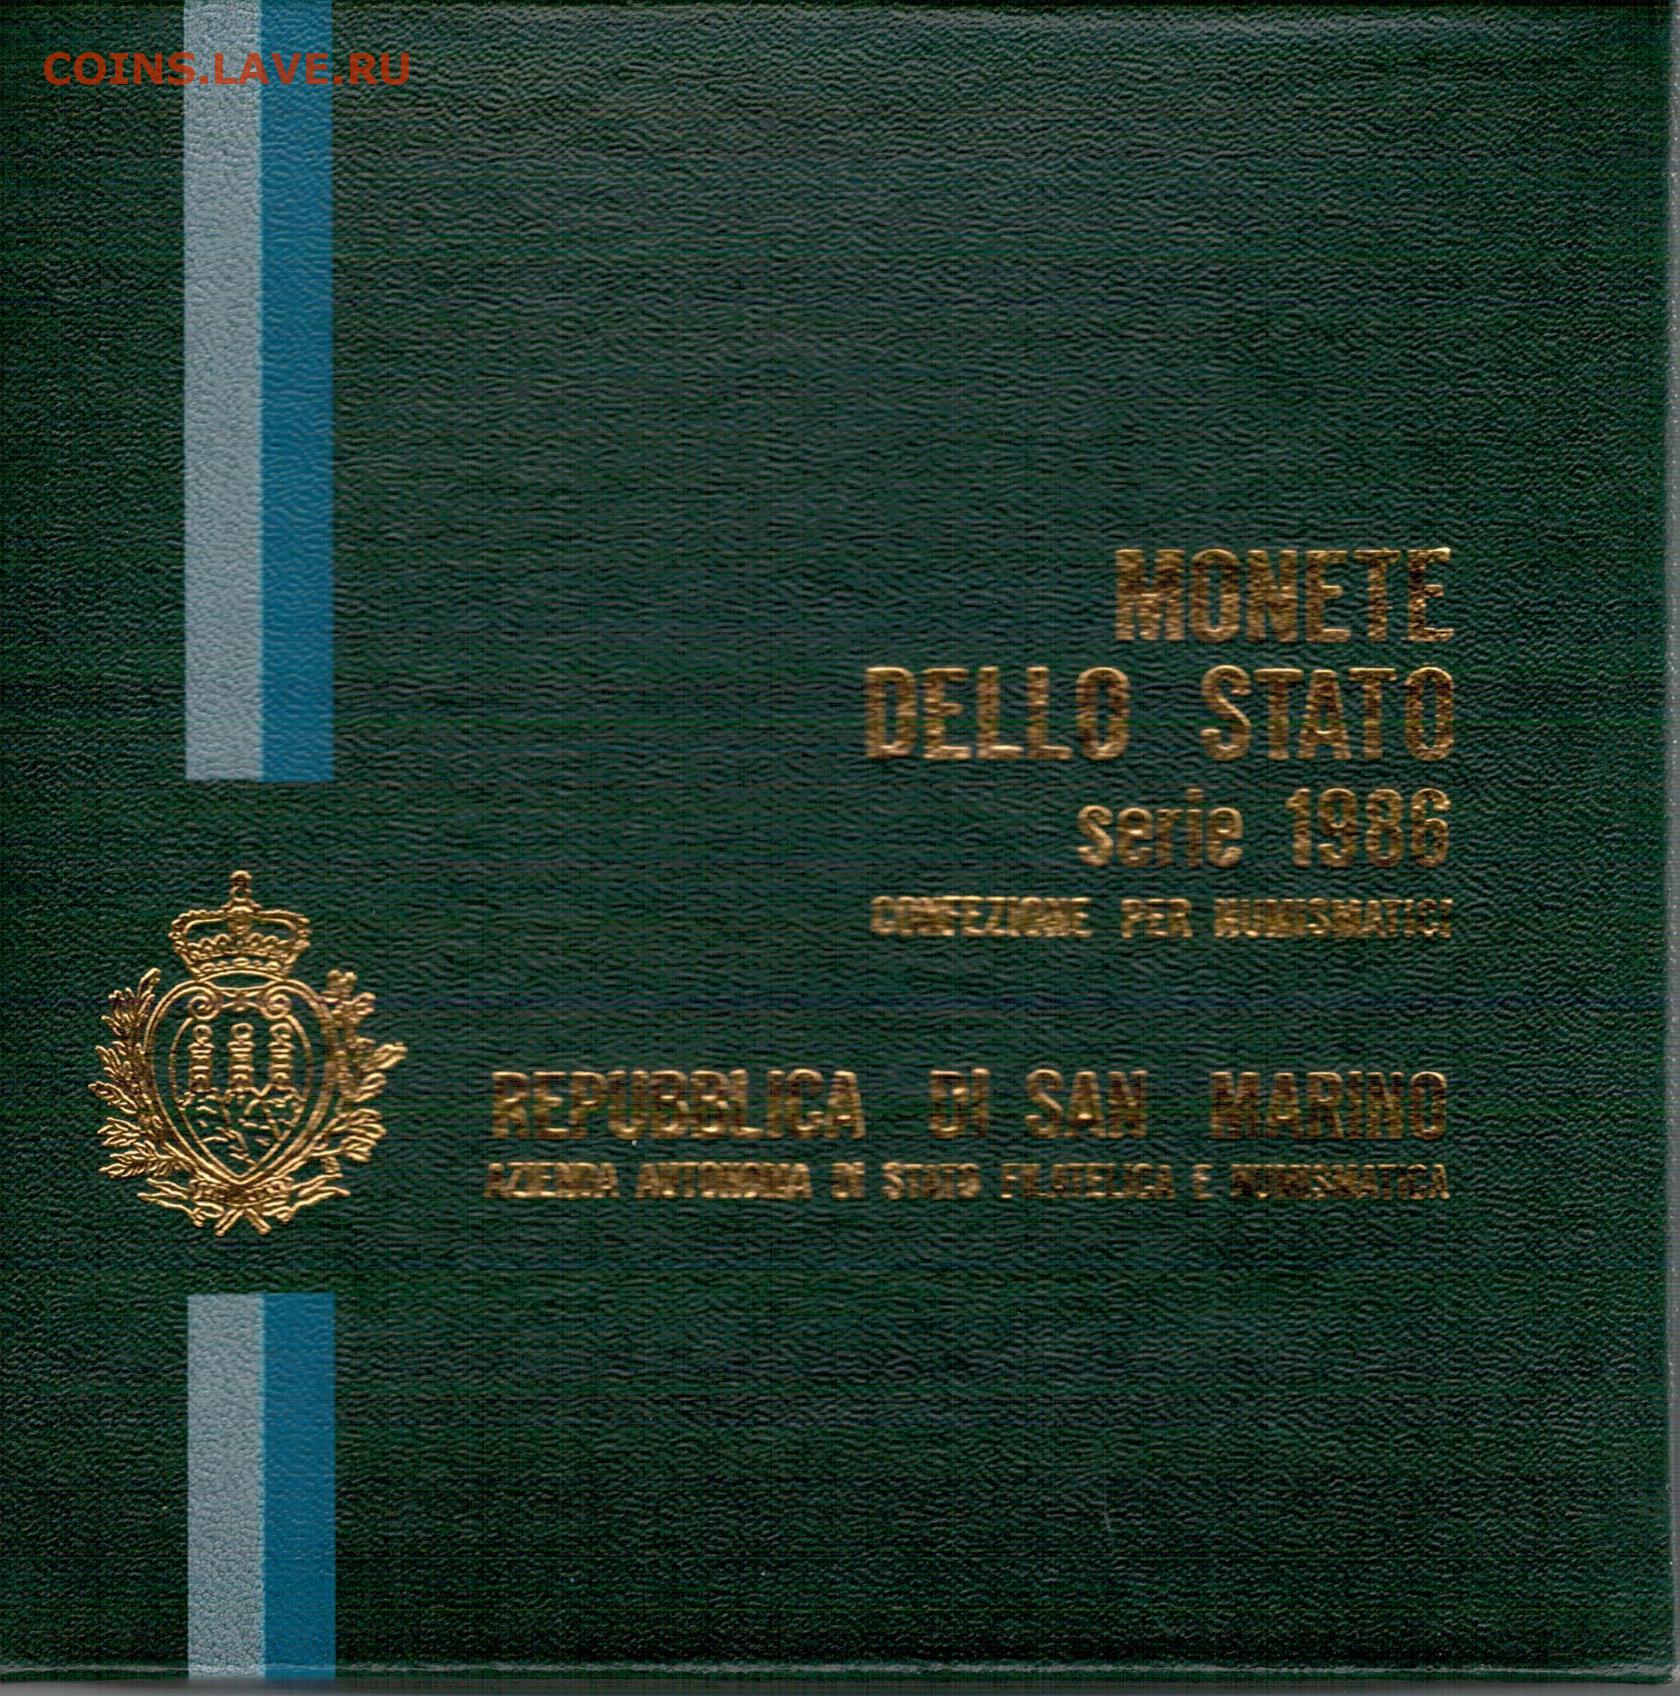 COINS.LAVE.RU
MONETE
DELLO STATO
serie 1986
CONFEZIONE PER NUMISMATICI
REPUBBLICA DI SAN MARINO
AZIENDA AUTONOMA DI STATO FILATELICA E NUMISMATICA